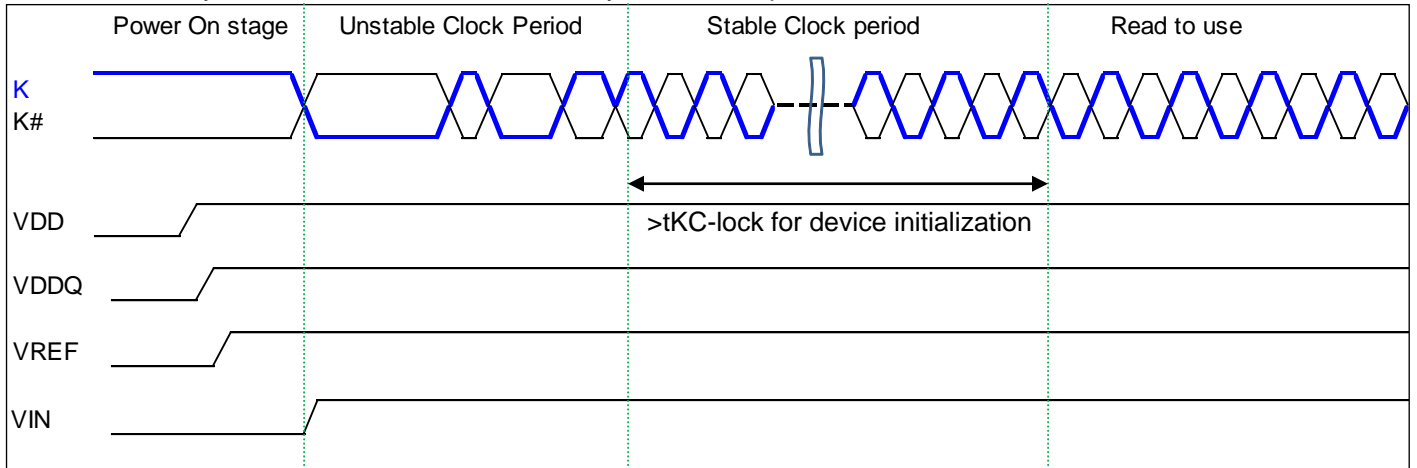 Power On stage
Unstable Clock Period
Stable Clock period
Read to use
K
K#
>tKC-lock for device initialization
VDD
VDDQ
VREF
VIN